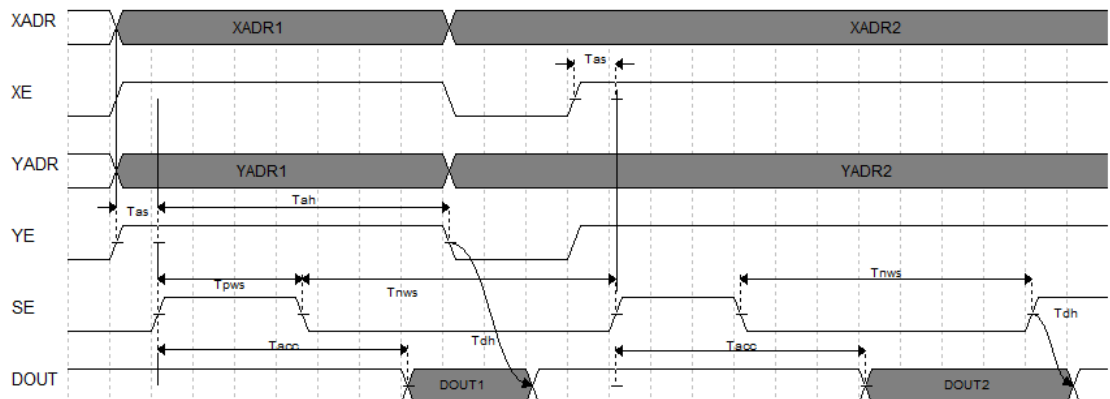 XADR XADR1 XADR2
Tas
XE
YADR YADR1 YADR2
Tas Tah
YE
Tpws Tnws Tnws
SE Tdh Tdh
Tacc Tacc
DOUT DOUT1 DOUT2